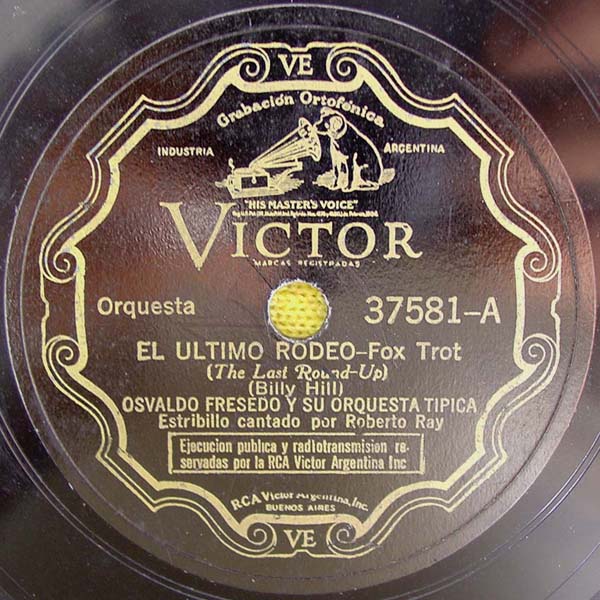 VE
Grabación Ortofónica
INDUSTRIA ARGENTINA
"HIS MASTER'S VOICE"
VICTOR
MARCAS REGISTRADAS
Orquesta 37581-A
EL ULTIMO RODEO-Fox Trot
(The Last Round-Up)
(Billy Hill)
OSVALDO FRESEDO Y SU ORQUESTA TIPICA
Estribillo cantado por Roberto Ray
Ejecucion publica y radiotransmision re-
servadas por la RCA Victor Argentina Inc
RCA Victor Argentina, Inc.
BUENOS AIRES
VE